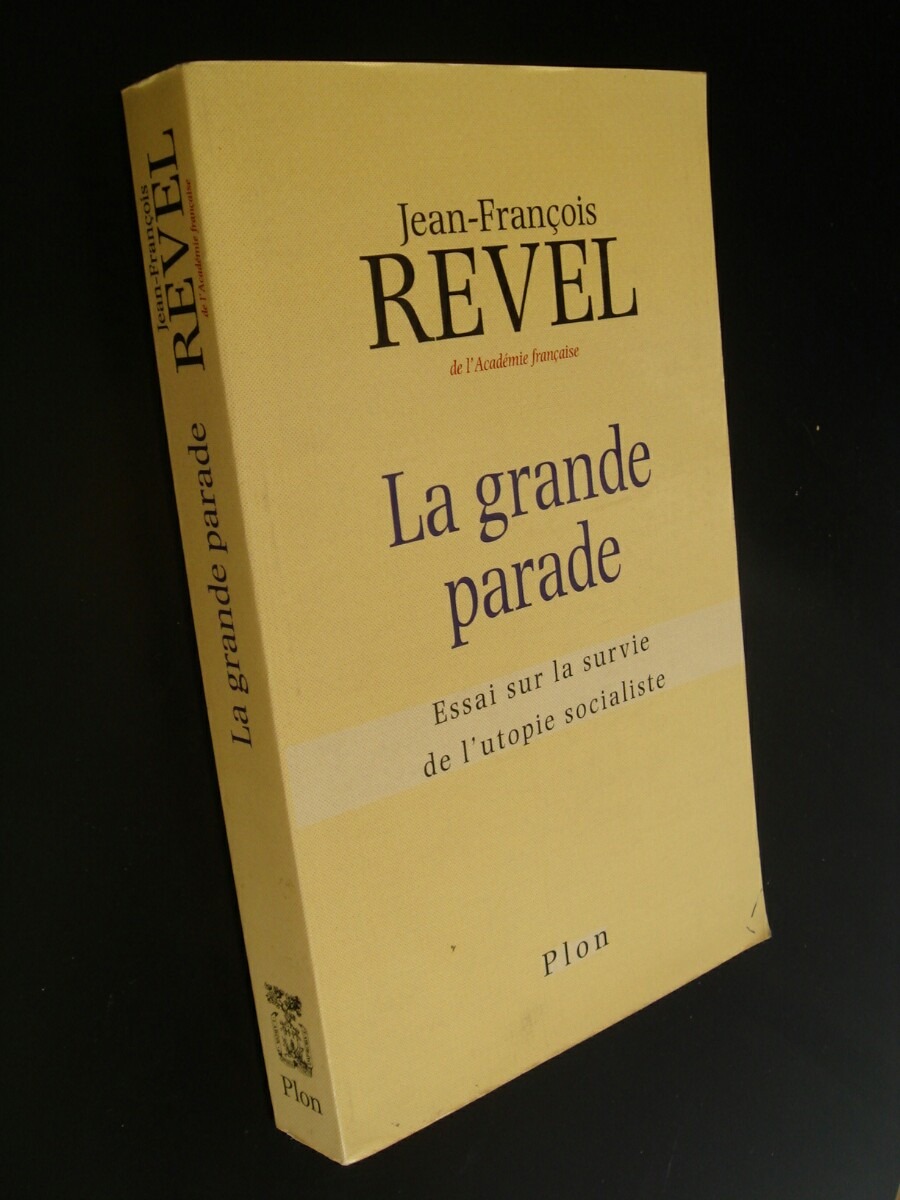 Jean-François
REVEL
de l'Académie française
La grande
parade
Essai sur la survie
de l'utopie socialiste
Plon
Jean-François
REVEL
de l'Académie française
La grande parade
Plon